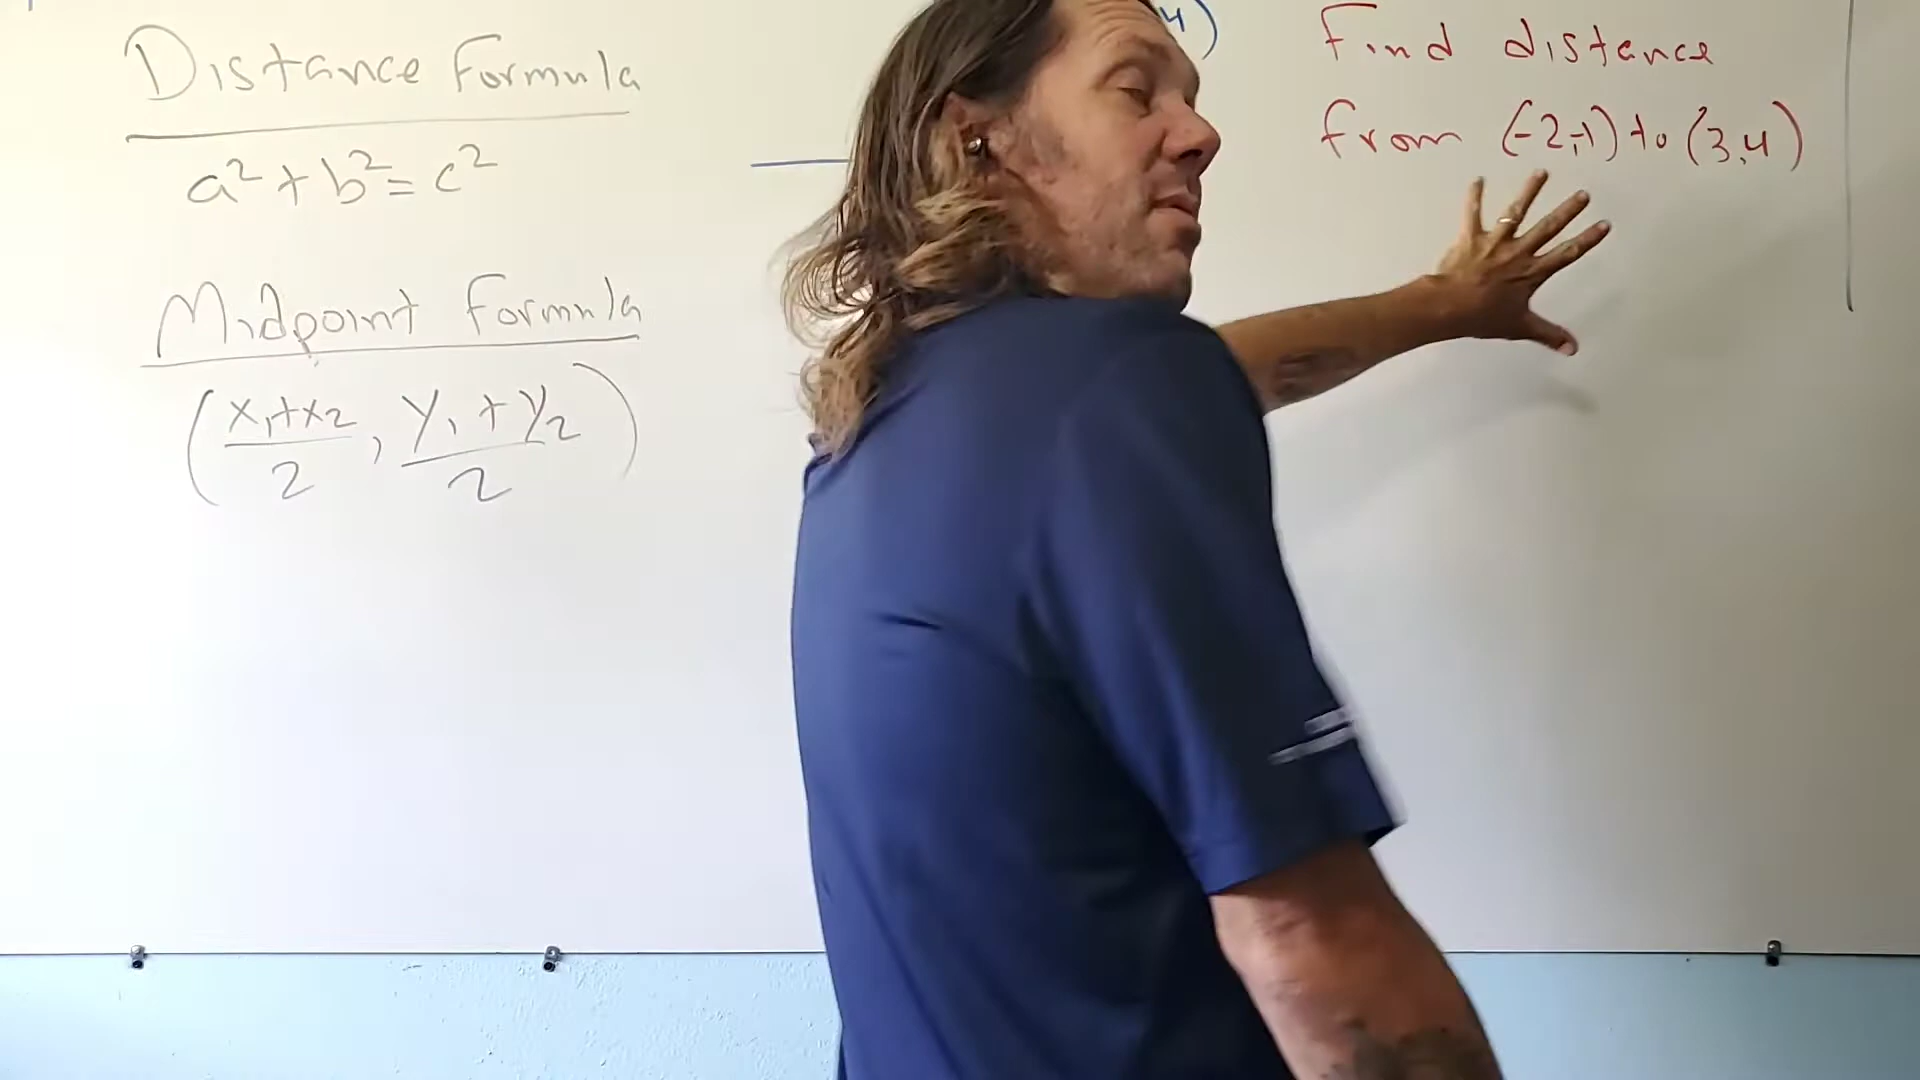 Distance Formula
a² + b² = c²
Midpoint Formula
(x₁+x₂/2, y₁+y₂/2)
4)
Find distance
from (-2,-1) to (3,4)